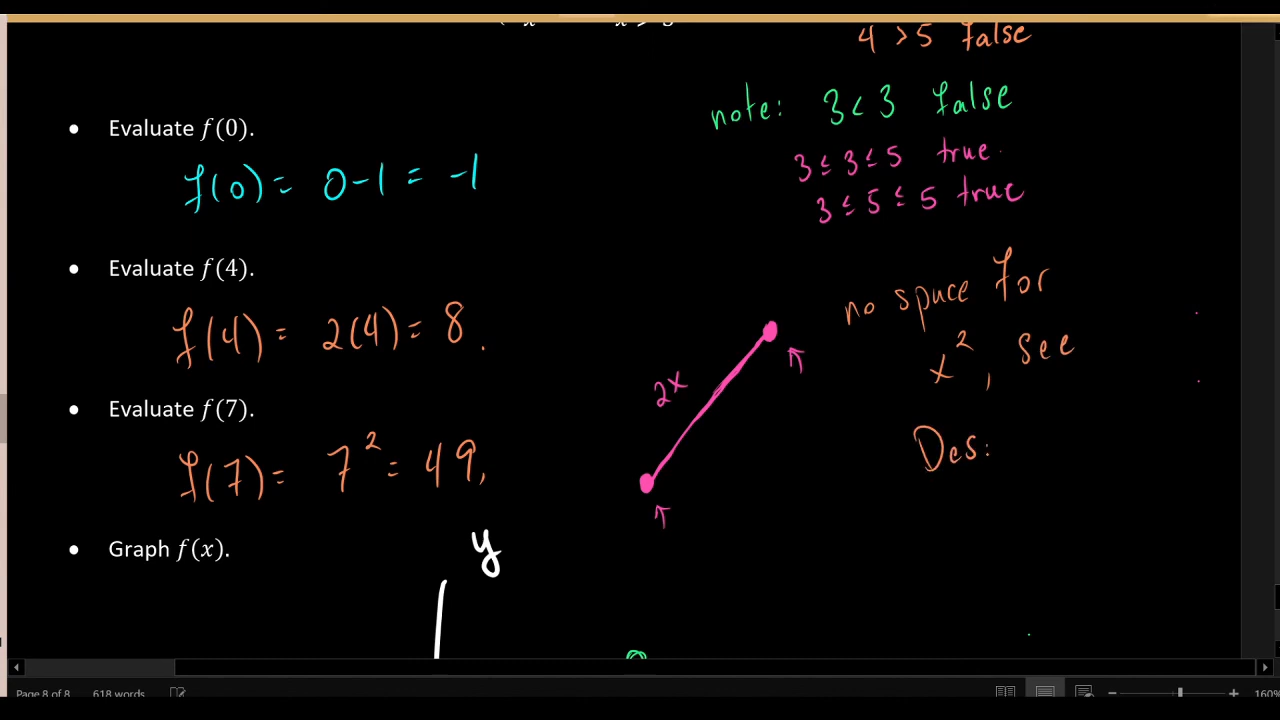 4 > 5 false
note: 3 < 3 false
• Evaluate f(0).
3 ≤ 3 ≤ 5 true
f(0) = 0 - 1 = -1
3 ≤ 5 ≤ 5 true
• Evaluate f(4).
no space for
f(4) = 2(4) = 8.
x², see
2x
• Evaluate f(7).
Des:
f(7) = 7² = 49,
• Graph f(x).
y
Page 8 of 8 618 words
160%